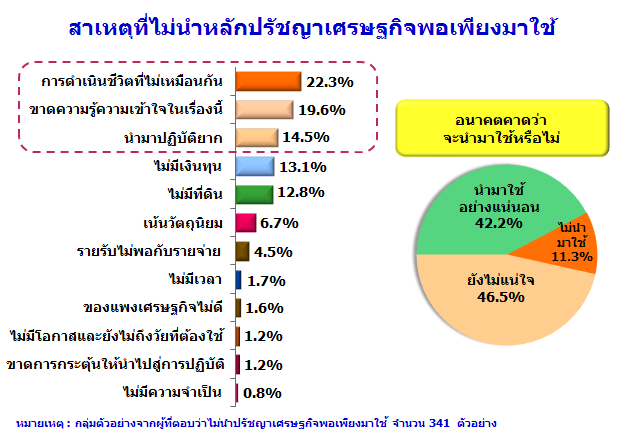 สาเหตุที่ไม่นำหลักปรัชญาเศรษฐกิจพอเพียงมาใช้
การดำเนินชีวิตที่ไม่เหมือนกัน 22.3%
ขาดความรู้ความเข้าใจในเรื่องนี้ 19.6%
นำมาปฏิบัติยาก 14.5%
ไม่มีเงินทุน 13.1%
ไม่มีที่ดิน 12.8%
เน้นวัตถุนิยม 6.7%
รายรับไม่พอกับรายจ่าย 4.5%
ไม่มีเวลา 1.7%
ของแพงเศรษฐกิจไม่ดี 1.6%
ไม่มีโอกาสและยังไม่ถึงวัยที่ต้องใช้ 1.2%
ขาดการกระตุ้นให้นำไปสู่การปฏิบัติ 1.2%
ไม่มีความจำเป็น 0.8%
อนาคตคาดว่า
จะนำมาใช้หรือไม่
นำมาใช้
อย่างแน่นอน
42.2%
ไม่นำ
มาใช้
11.3%
ยังไม่แน่ใจ
46.5%
หมายเหตุ : กลุ่มตัวอย่างจากผู้ที่ตอบว่าไม่นำปรัชญาเศรษฐกิจพอเพียงมาใช้ จำนวน 341 ตัวอย่าง